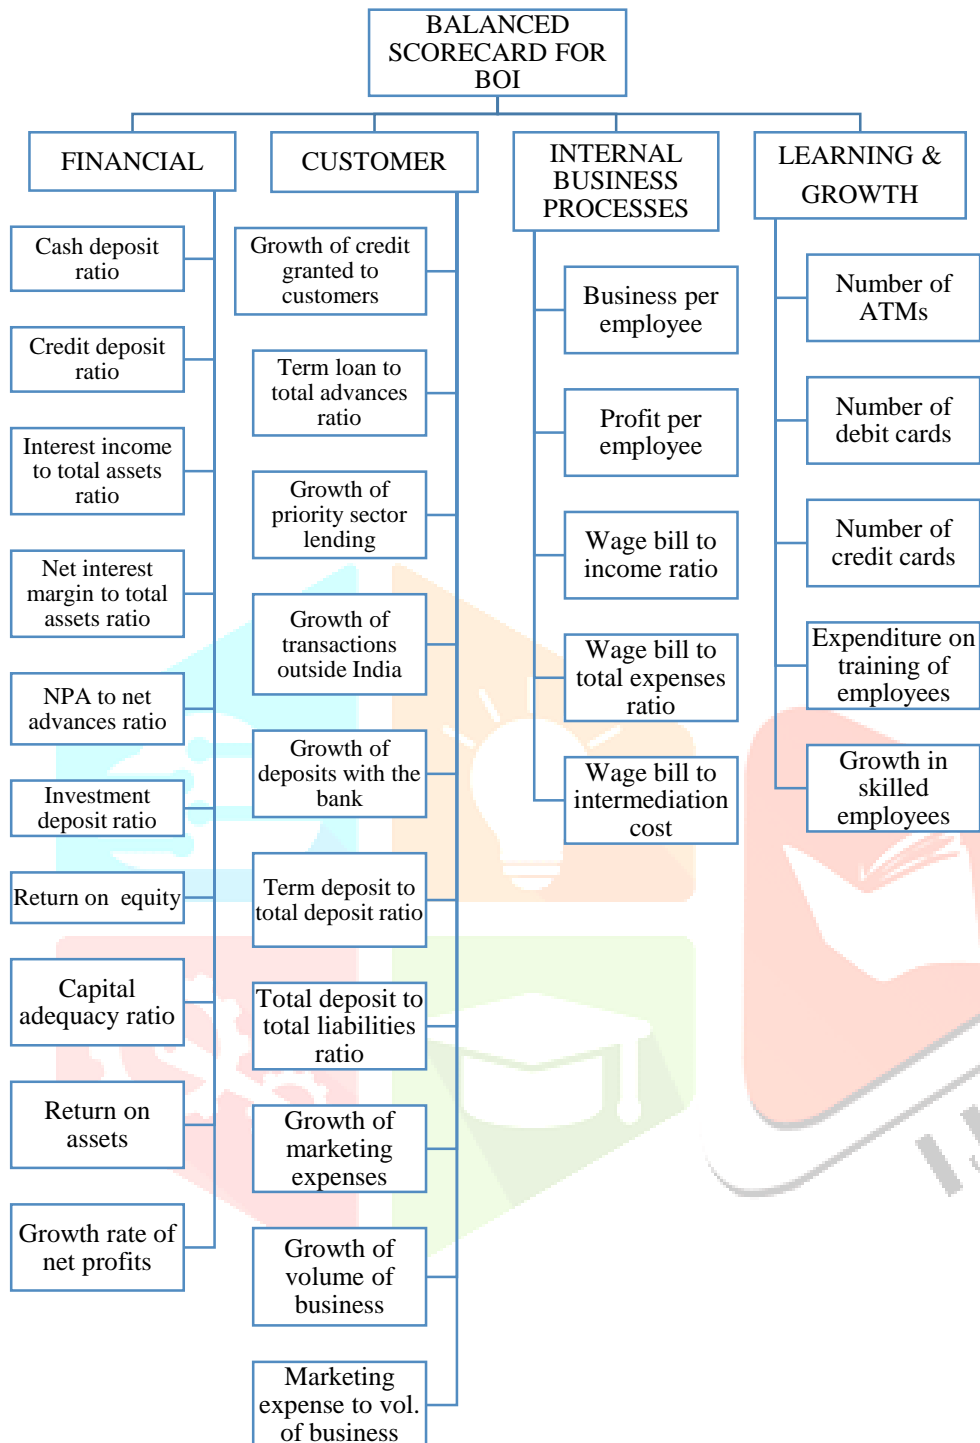 BALANCED
SCORECARD FOR
BOI
FINANCIAL
Cash deposit
ratio
Credit deposit
ratio
Interest income
to total assets
ratio
Net interest
margin to total
assets ratio
NPA to net
advances ratio
Investment
deposit ratio
Return on equity
Capital
adequacy ratio
Return on
assets
Growth rate of
net profits
CUSTOMER
Growth of credit
granted to
customers
Term loan to
total advances
ratio
Growth of
priority sector
lending
Growth of
transactions
outside India
Growth of
deposits with the
bank
Term deposit to
total deposit ratio
Total deposit to
total liabilities
ratio
Growth of
marketing
expenses
Growth of
volume of
business
Marketing
expense to vol.
of business
INTERNAL
BUSINESS
PROCESSES
Business per
employee
Profit per
employee
Wage bill to
income ratio
Wage bill to
total expenses
ratio
Wage bill to
intermediation
cost
LEARNING &
GROWTH
Number of
ATMs
Number of
debit cards
Number of
credit cards
Expenditure on
training of
employees
Growth in
skilled
employees